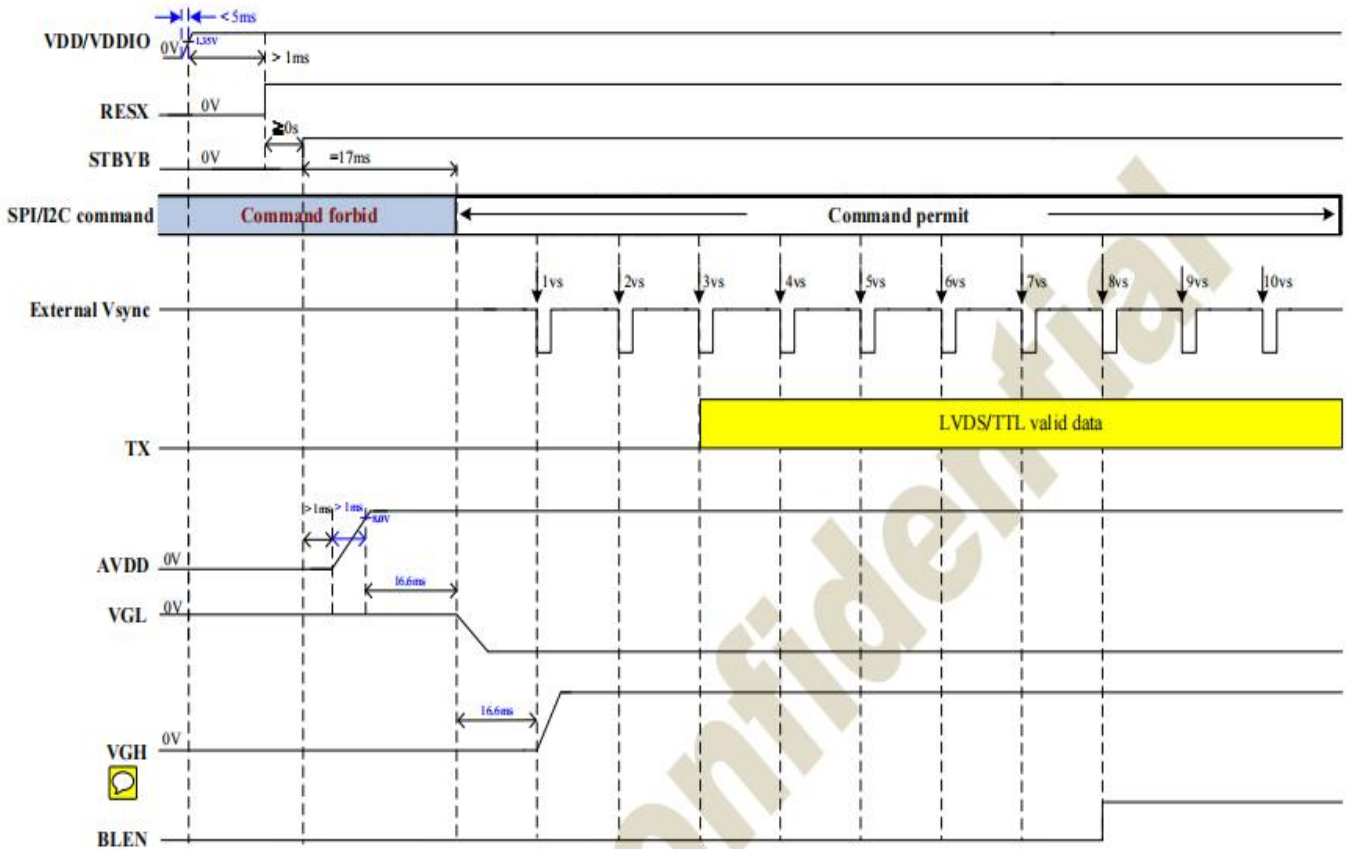 < 5ms
VDD/VDDIO
0V
1.35V
> 1ms
RESX
0V
≧0s
STBYB
0V
=17ms
SPI/I2C command
Command forbid
Command permit
1vs
2vs
3vs
4vs
5vs
6vs
7vs
8vs
9vs
10vs
External Vsync
LVDS/TTL valid data
TX
>1ms
>1ms
AVDD
0V
16.6ms
VGL
0V
16.6ms
VGH
0V
BLEN
onfidential